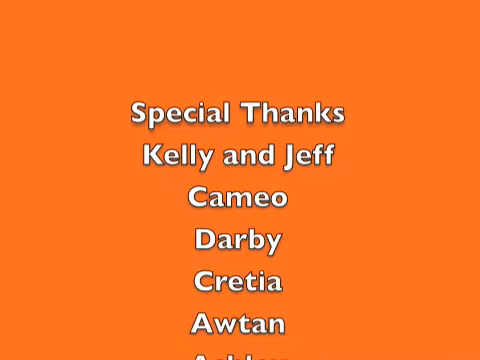 Special Thanks
Kelly and Jeff
Cameo
Darby
Cretia
Awtan